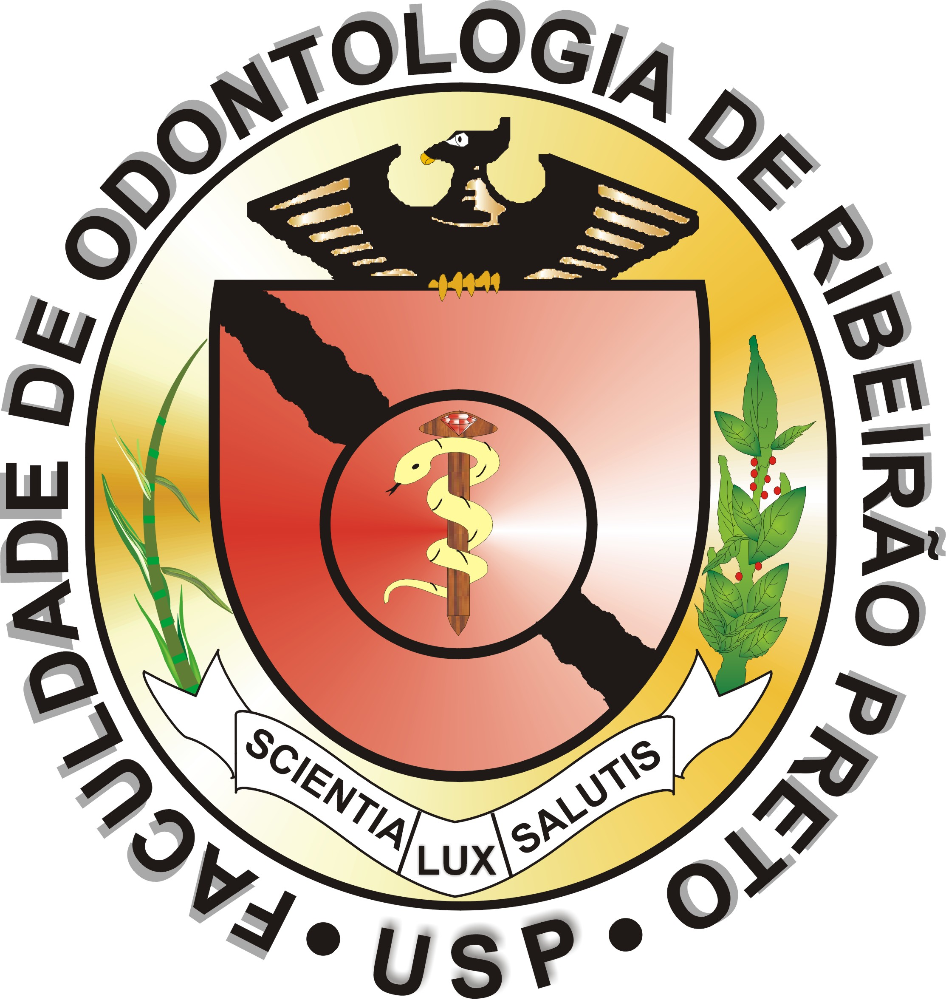 FACULDADE DE ODONTOLOGIA DE RIBEIRÃO PRETO
• USP •
SCIENTIA LUX SALUTIS